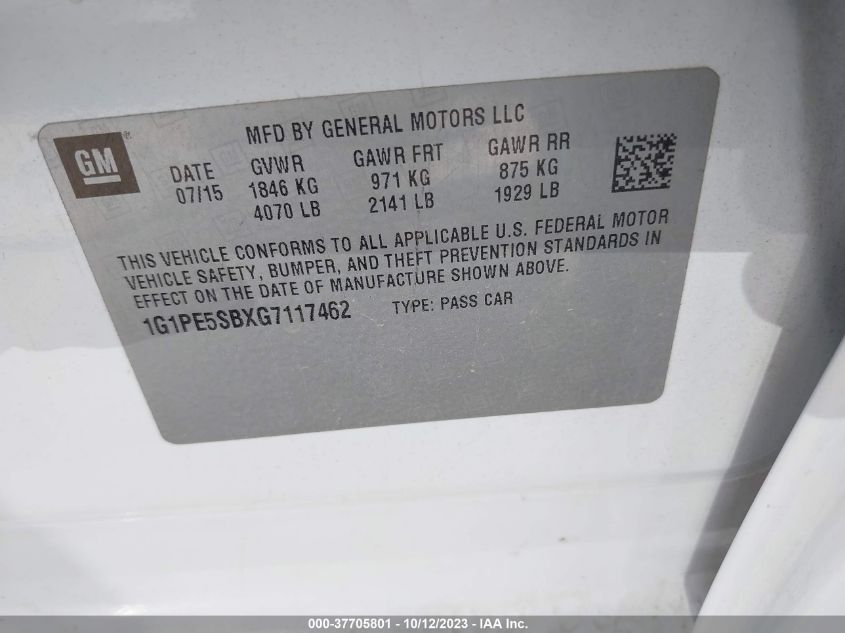 GM
MFD BY GENERAL MOTORS LLC
DATE GVWR GAWR FRT GAWR RR
07/15 1846 KG 971 KG 875 KG
4070 LB 2141 LB 1929 LB
THIS VEHICLE CONFORMS TO ALL APPLICABLE U.S. FEDERAL MOTOR
VEHICLE SAFETY, BUMPER, AND THEFT PREVENTION STANDARDS IN
EFFECT ON THE DATE OF MANUFACTURE SHOWN ABOVE.
1G1PE5SBXG7117462 TYPE: PASS CAR
000-37705801 - 10/12/2023 - IAA Inc.